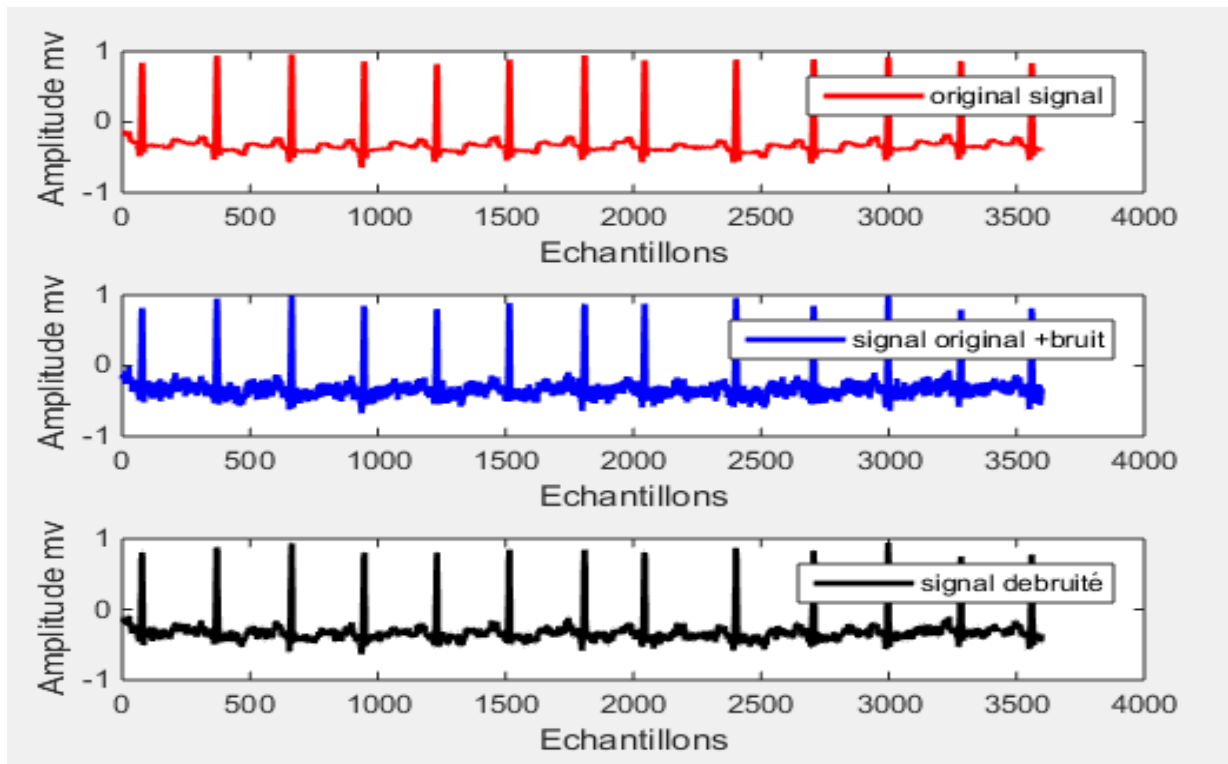 Amplitude mv
1
0
-1
original signal
0 500 1000 1500 2000 2500 3000 3500 4000
Echantillons
Amplitude mv
1
0
-1
signal original +bruit
0 500 1000 1500 2000 2500 3000 3500 4000
Echantillons
Amplitude mv
1
0
-1
signal debruité
0 500 1000 1500 2000 2500 3000 3500 4000
Echantillons